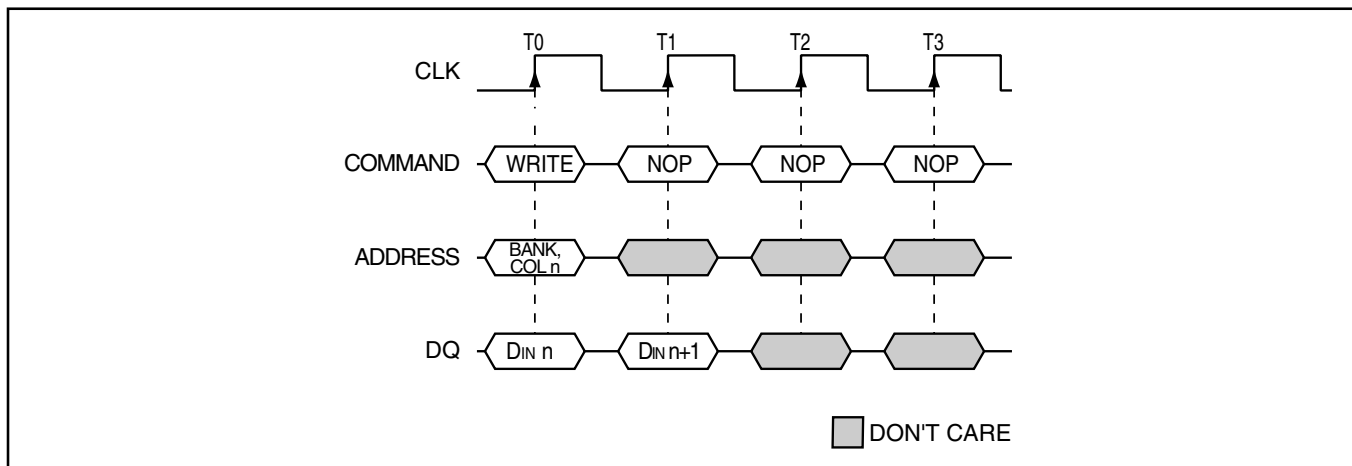 T0 T1 T2 T3
CLK
COMMAND WRITE NOP NOP NOP
ADDRESS BANK,
COL n
DQ DIN n DIN n+1
DON'T CARE